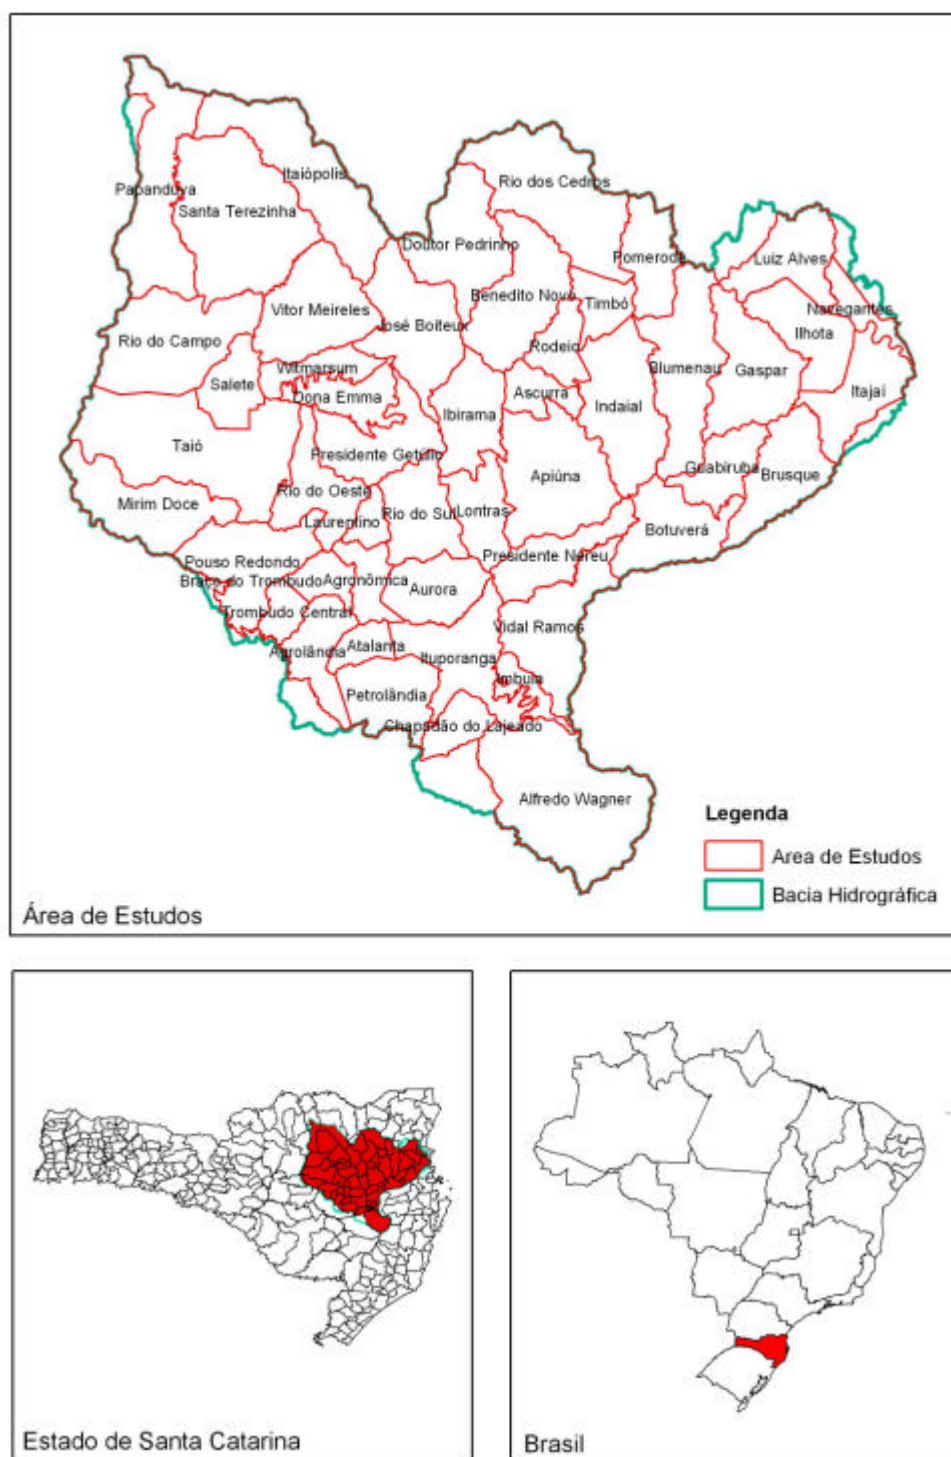 Itaiópolis
Rio dos Cedros
Papanduva
Santa Terezinha
Doutor Pedrinho
Pomerode
Luiz Alves
Benedito Novo
Timbó
Vitor Meireles
Navegantes
José Boiteux
Ilhota
Rio do Campo
Rodeio
Witmarsum
Blumenau
Gaspar
Salete
Dona Emma
Ascurra
Itajaí
Indaial
Ibirama
Taió
Presidente Getúlio
Guabiruba
Brusque
Apiúna
Rio do Oeste
Mirim Doce
Rio do Sul
Lontras
Laurentino
Botuverá
Pouso Redondo
Presidente Nereu
Braço do Trombudo
Agronômica
Aurora
Trombudo Central
Vidal Ramos
Atalanta
Agrolândia
Ituporanga
Imbuia
Petrolândia
Chapadão do Lajeado
Alfredo Wagner
Legenda
Area de Estudos
Bacia Hidrográfica
Área de Estudos
Estado de Santa Catarina
Brasil